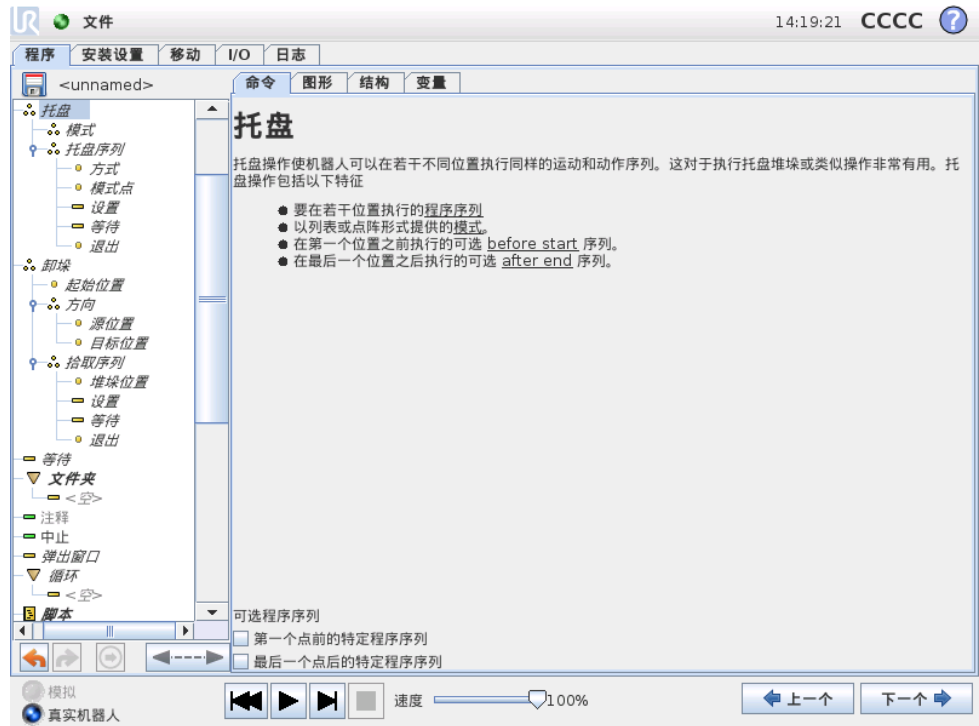 UR 文件 14:19:21 CCCC ?
程序 安装设置 移动 I/O 日志
<unnamed>
命令 图形 结构 变量
托盘
模式
托盘序列
方式
模式点
设置
等待
退出
卸垛
起始位置
方向
源位置
目标位置
拾取序列
堆垛位置
设置
等待
退出
等待
文件夹
<空>
注释
中止
弹出窗口
循环
<空>
脚本
托盘
托盘操作使机器人可以在若干不同位置执行同样的运动和动作序列。这对于执行托盘堆垛或类似操作非常有用。托
盘操作包括以下特征
要在若干位置执行的程序序列
以列表或点阵形式提供的模式。
在第一个位置之前执行的可选 before start 序列。
在最后一个位置之后执行的可选 after end 序列。
可选程序序列
第一个点前的特定程序序列
最后一个点后的特定程序序列
模拟
真实机器人
速度 100%
上一个 下一个